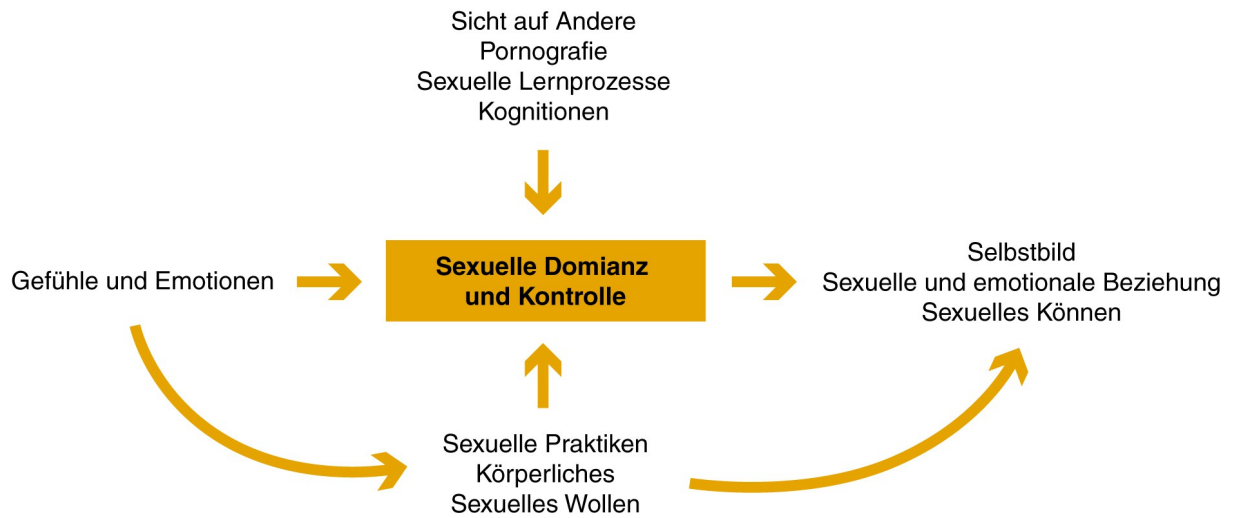 Sicht auf Andere
Pornografie
Sexuelle Lernprozesse
Kognitionen
Gefühle und Emotionen
Sexuelle Domianz
und Kontrolle
Selbstbild
Sexuelle und emotionale Beziehung
Sexuelles Können
Sexuelle Praktiken
Körperliches
Sexuelles Wollen